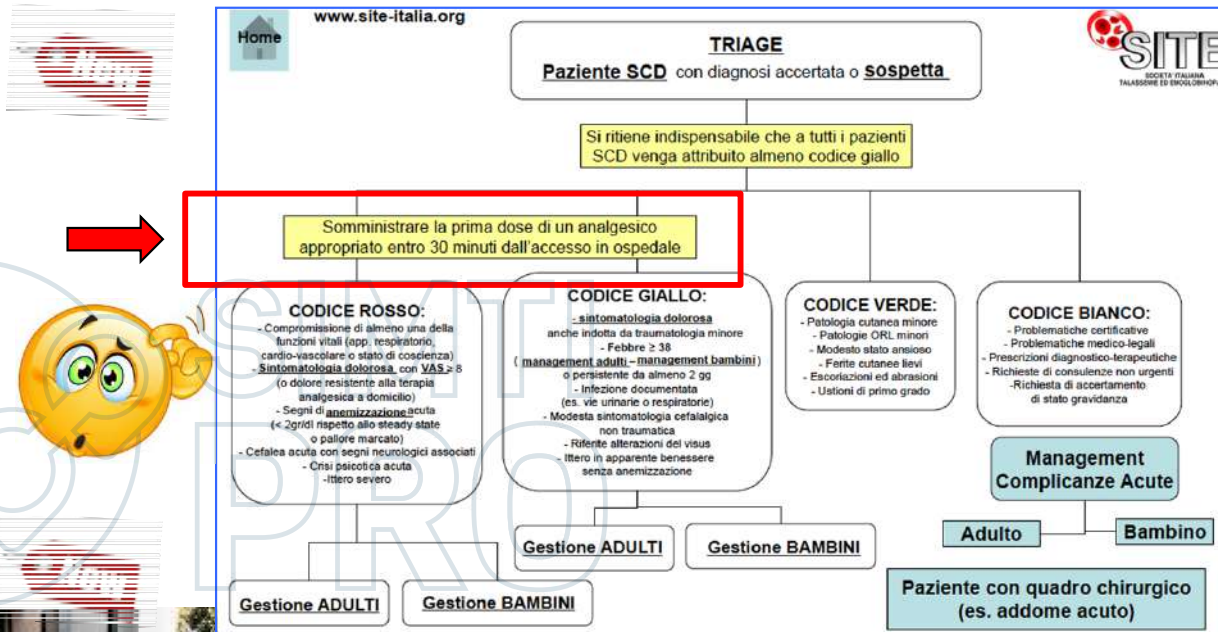 www.site-italia.org
Home
SITE
SOCIETA' ITALIANA
TALASSEMIE ED EMOGLOBINOPA
TRIAGE
Paziente SCD con diagnosi accertata o sospetta
Si ritiene indispensabile che a tutti i pazienti
SCD venga attribuito almeno codice giallo
Somministrare la prima dose di un analgesico
appropriato entro 30 minuti dall'accesso in ospedale
CODICE ROSSO:
- Compromissione di almeno una della
funzioni vitali (app. respiratorio,
cardio-vascolare o stato di coscienza)
- Sintomatologia dolorosa con VAS ≥ 8
(o dolore resistente alla terapia
analgesica a domicilio)
- Segni di anemizzazione acuta
(< 2gr/dl rispetto allo steady state
o pallore marcato)
- Cefalea acuta con segni neurologici associati
- Crisi psicotica acuta
-Ittero severo
CODICE GIALLO:
- sintomatologia dolorosa
anche indotta da traumatologia minore
- Febbre ≥ 38
( management adulti – management bambini )
o persistente da almeno 2 gg
- Infezione documentata
(es. vie urinarie o respiratorie)
- Modesta sintomatologia cefalalgica
non traumatica
- Riferite alterazioni del visus
- Ittero in apparente benessere
senza anemizzazione
CODICE VERDE:
- Patologia cutanea minore
- Patologie ORL minori
- Modesto stato ansioso
- Ferite cutanee lievi
- Escoriazioni ed abrasioni
- Ustioni di primo grado
CODICE BIANCO:
- Problematiche certificative
- Problematiche medico-legali
- Prescrizioni diagnostico-terapeutiche
- Richieste di consulenze non urgenti
-Richiesta di accertamento
di stato gravidanza
Management
Complicanze Acute
Adulto
Bambino
Gestione ADULTI
Gestione BAMBINI
Gestione ADULTI
Gestione BAMBINI
Paziente con quadro chirurgico
(es. addome acuto)
SIMTI
PRO